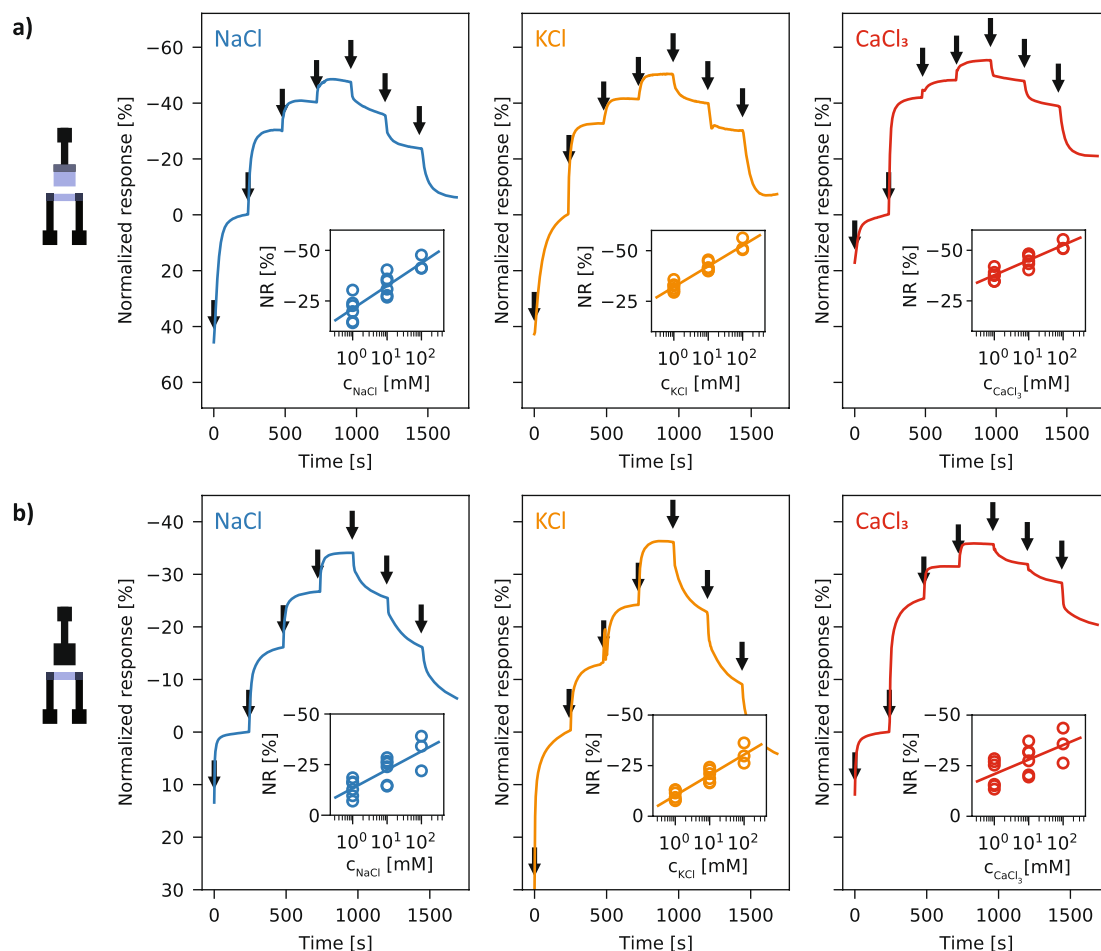 a)
NaCl
KCl
CaCl₃
Normalized response [%]
−60
−40
−20
0
20
40
60
NR [%]
−50
−25
10⁰ 10¹ 10²
c_NaCl [mM]
0 500 1000 1500
Time [s]
Normalized response [%]
NR [%]
−50
−25
10⁰ 10¹ 10²
c_KCl [mM]
0 500 1000 1500
Time [s]
Normalized response [%]
NR [%]
−50
−25
10⁰ 10¹ 10²
c_CaCl₃ [mM]
0 500 1000 1500
Time [s]
b)
NaCl
KCl
CaCl₃
Normalized response [%]
−40
−30
−20
−10
0
10
20
30
NR [%]
−50
−25
0
10⁰ 10¹ 10²
c_NaCl [mM]
0 500 1000 1500
Time [s]
Normalized response [%]
NR [%]
−50
−25
0
10⁰ 10¹ 10²
c_KCl [mM]
0 500 1000 1500
Time [s]
Normalized response [%]
NR [%]
−50
−25
0
10⁰ 10¹ 10²
c_CaCl₃ [mM]
0 500 1000 1500
Time [s]